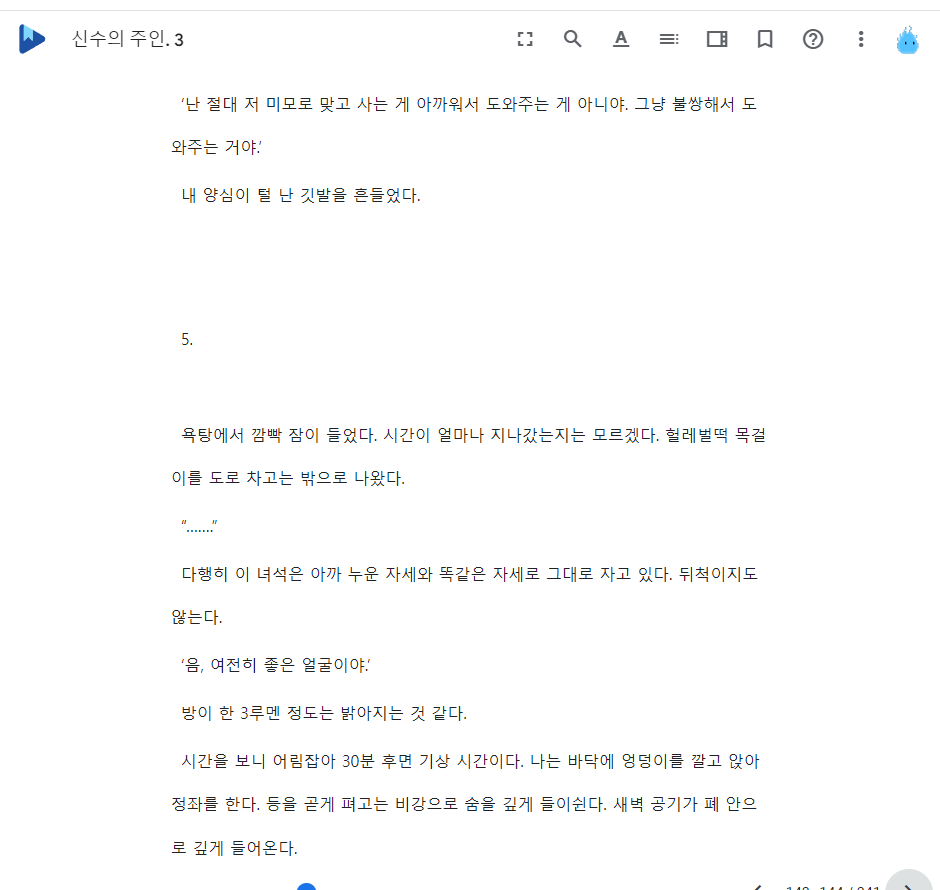 신수의 주인. 3
‘난 절대 저 미모로 맞고 사는 게 아까워서 도와주는 게 아니야. 그냥 불쌍해서 도
와주는 거야.’
내 양심이 털 난 깃발을 흔들었다.
5.
욕탕에서 깜빡 잠이 들었다. 시간이 얼마나 지나갔는지는 모르겠다. 헐레벌떡 목걸
이를 도로 차고는 밖으로 나왔다.
“.......”
다행히 이 녀석은 아까 누운 자세와 똑같은 자세로 그대로 자고 있다. 뒤척이지도
않는다.
‘음, 여전히 좋은 얼굴이야.’
방이 한 3루멘 정도는 밝아지는 것 같다.
시간을 보니 어림잡아 30분 후면 기상 시간이다. 나는 바닥에 엉덩이를 깔고 앉아
정좌를 한다. 등을 곧게 펴고는 비강으로 숨을 깊게 들이쉰다. 새벽 공기가 폐 안으
로 깊게 들어온다.